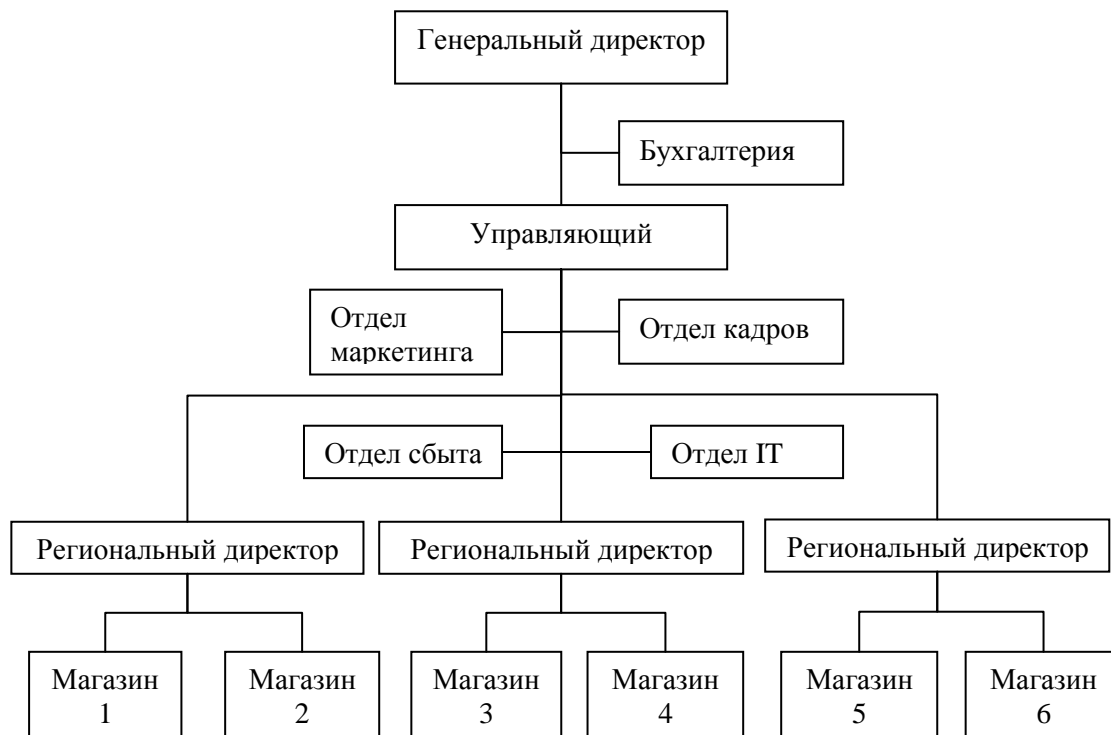 Генеральный директор
Бухгалтерия
Управляющий
Отдел
маркетинга
Отдел кадров
Отдел сбыта
Отдел IT
Региональный директор
Региональный директор
Региональный директор
Магазин
1
Магазин
2
Магазин
3
Магазин
4
Магазин
5
Магазин
6